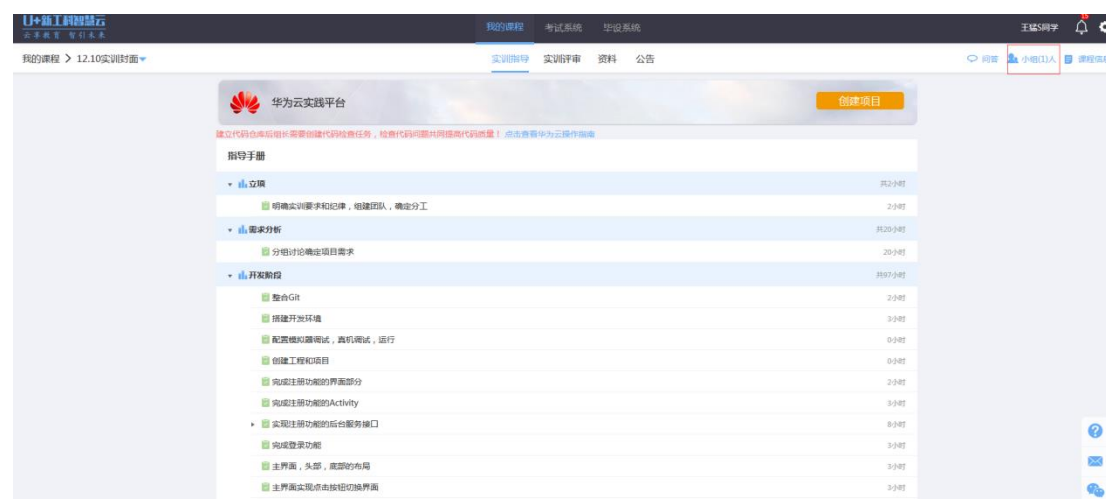 U+新工科智慧云
云享教育 智引未来
我的课程 考试系统 毕设系统
王猛S同学
15
我的课程 > 12.10实训封面
实训指导 实训评审 资料 公告
问答 小组(1)人 课程信
华为云实践平台
创建项目
建立代码仓库后组长需要创建代码检查任务，检查代码问题共同提高代码质量！ 点击查看华为云操作指南
指导手册
立项 共2小时
明确实训要求和纪律，组建团队，确定分工 2小时
需求分析 共20小时
分组讨论确定项目需求 20小时
开发阶段 共97小时
整合Git 2小时
搭建开发环境 3小时
配置模拟器调试，真机调试，运行 0小时
创建工程和项目 0小时
完成注册功能的界面部分 2小时
完成注册功能的Activity 3小时
实现注册功能的后台服务接口 8小时
完成登录功能 3小时
主界面，头部，底部的布局 3小时
主界面实现点击按钮切换界面 3小时